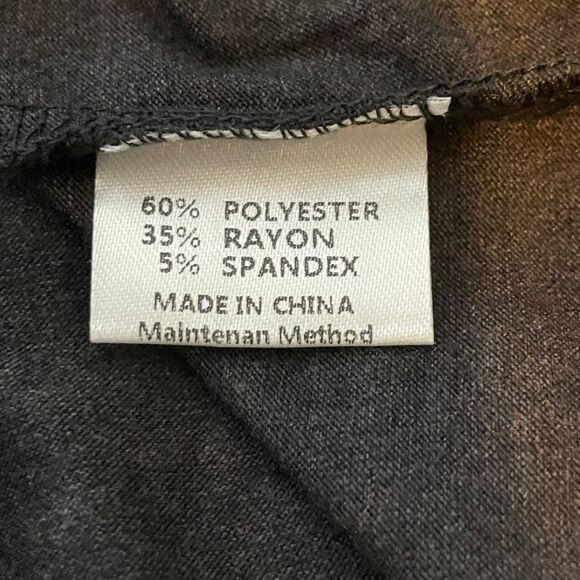 60% POLYESTER
35% RAYON
5% SPANDEX
MADE IN CHINA
Maintenan Method